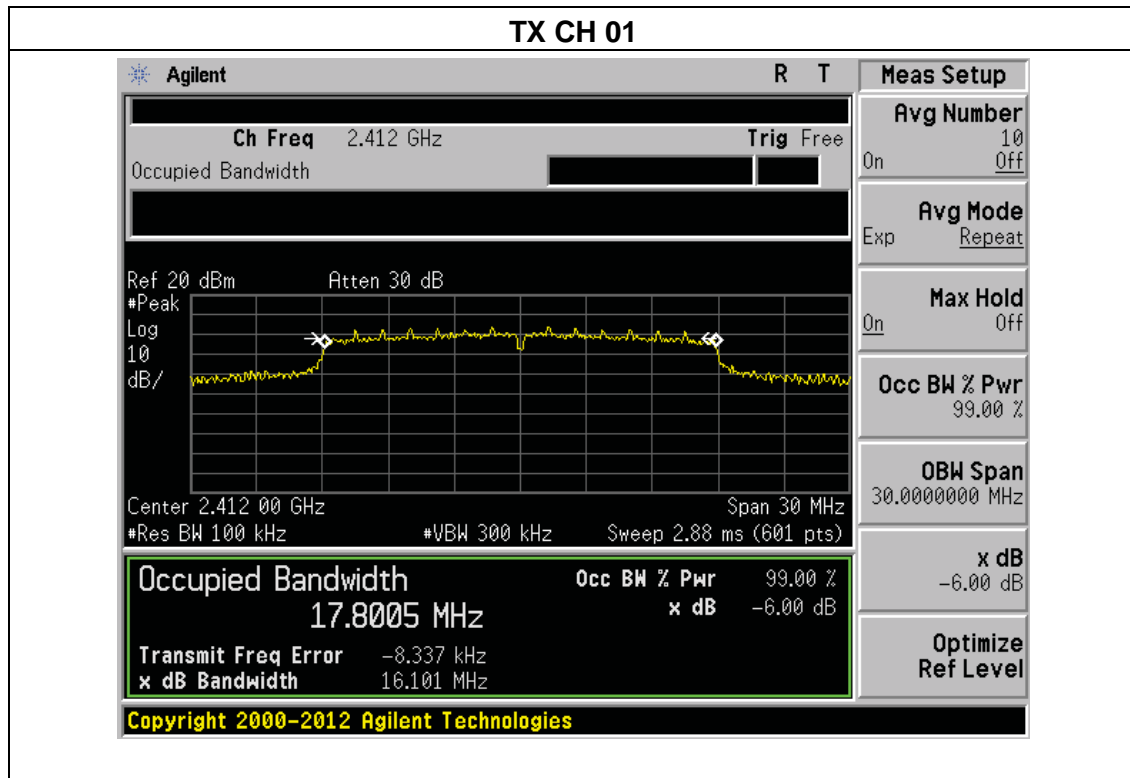 TX CH 01
Agilent R T
Ch Freq 2.412 GHz Trig Free
Occupied Bandwidth
Ref 20 dBm Atten 30 dB
#Peak
Log
10
dB/
Center 2.412 00 GHz Span 30 MHz
#Res BW 100 kHz #VBW 300 kHz Sweep 2.88 ms (601 pts)
Occupied Bandwidth Occ BW % Pwr 99.00 %
17.8005 MHz x dB -6.00 dB
Transmit Freq Error -8.337 kHz
x dB Bandwidth 16.101 MHz
Copyright 2000-2012 Agilent Technologies
Meas Setup
Avg Number
10
On Off
Avg Mode
Exp Repeat
Max Hold
On Off
Occ BW % Pwr
99.00 %
OBW Span
30.0000000 MHz
x dB
-6.00 dB
Optimize
Ref Level